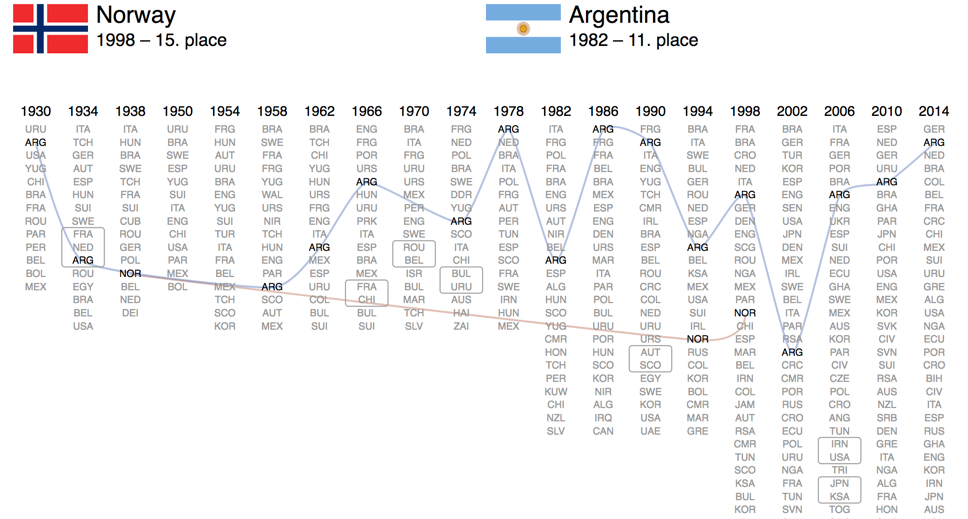 Norway
1998 – 15. place
Argentina
1982 – 11. place
1930 1934 1938 1950 1954 1958 1962 1966 1970 1974 1978 1982 1986 1990 1994 1998 2002 2006 2010 2014
URU ITA ITA URU FRG BRA BRA ENG BRA FRG ARG ITA ARG FRG BRA FRA BRA ITA ESP GER
ARG TCH HUN BRA HUN SWE TCH FRG ITA NED NED FRG FRG ARG ITA BRA GER FRA NED ARG
USA GER BRA SWE AUT FRA CHI POR FRG POL BRA POL FRA ITA SWE CRO TUR GER GER NED
YUG AUT SWE ESP URU FRG YUG URS URU BRA ITA FRA BEL ENG BUL NED KOR POR URU BRA
CHI ESP TCH YUG BRA YUG HUN ARG URS SWE POL BRA BRA YUG GER ITA ESP BRA ARG COL
BRA HUN FRA SUI ENG WAL URS HUN MEX GDR FRG ENG MEX TCH ROU ARG ENG ARG BRA BEL
FRA SUI SUI ITA YUG URS FRG URU PER YUG AUT URS ESP CMR NED GER SEN ENG GHA FRA
ROU SWE CUB ENG SUI NIR ENG PRK ENG ARG PER AUT ENG IRL ESP DEN USA UKR PAR CRC
PAR FRA ROU CHI TUR TCH ITA ITA SWE SCO TUN NIR DEN BRA NGA ENG JPN ESP JPN CHI
PER NED GER USA ITA HUN ARG ESP ROU ITA ESP BEL URS ESP ARG SCG DEN SUI CHI MEX
BEL ARG POL PAR FRA ENG MEX BRA BEL CHI SCO ARG MAR BEL BEL ROU MEX NED POR SUI
BOL ROU NOR MEX BEL PAR ESP MEX ISR BUL FRA ESP ITA ROU KSA NGA IRL ECU USA URU
MEX EGY BEL BOL MEX ARG URU FRA BUL URU SWE ALG PAR CRC MEX MEX SWE GHA ENG GRE
BRA NED TCH SCO COL CHI MAR AUS IRN HUN POL COL USA PAR BEL SWE MEX ALG
BEL DEI SCO AUT BUL BUL TCH HAI HUN SCO BUL NED SUI NOR ITA MEX KOR USA
USA KOR MEX SUI SUI SLV ZAI MEX YUG URU URU IRL CHI PAR AUS SVK NGA
CMR POR URS NOR ESP RSA KOR CIV ECU
HON HUN AUT RUS MAR ARG PAR SVN POR
TCH SCO SCO COL BEL CRC CIV SUI CRO
PER KOR EGY KOR IRN CMR CZE RSA BIH
KUW NIR SWE BOL COL POR POL AUS CIV
CHI ALG KOR CMR JAM RUS CRO NZL ITA
NZL IRQ USA MAR AUT CRO ANG SRB ESP
SLV CAN UAE GRE RSA ECU TUN DEN RUS
CMR POL IRN GRE GHA
TUN URU USA ITA ENG
SCO NGA TRI NGA KOR
KSA FRA JPN ALG IRN
BUL TUN KSA FRA JPN
KOR SVN TOG HON AUS